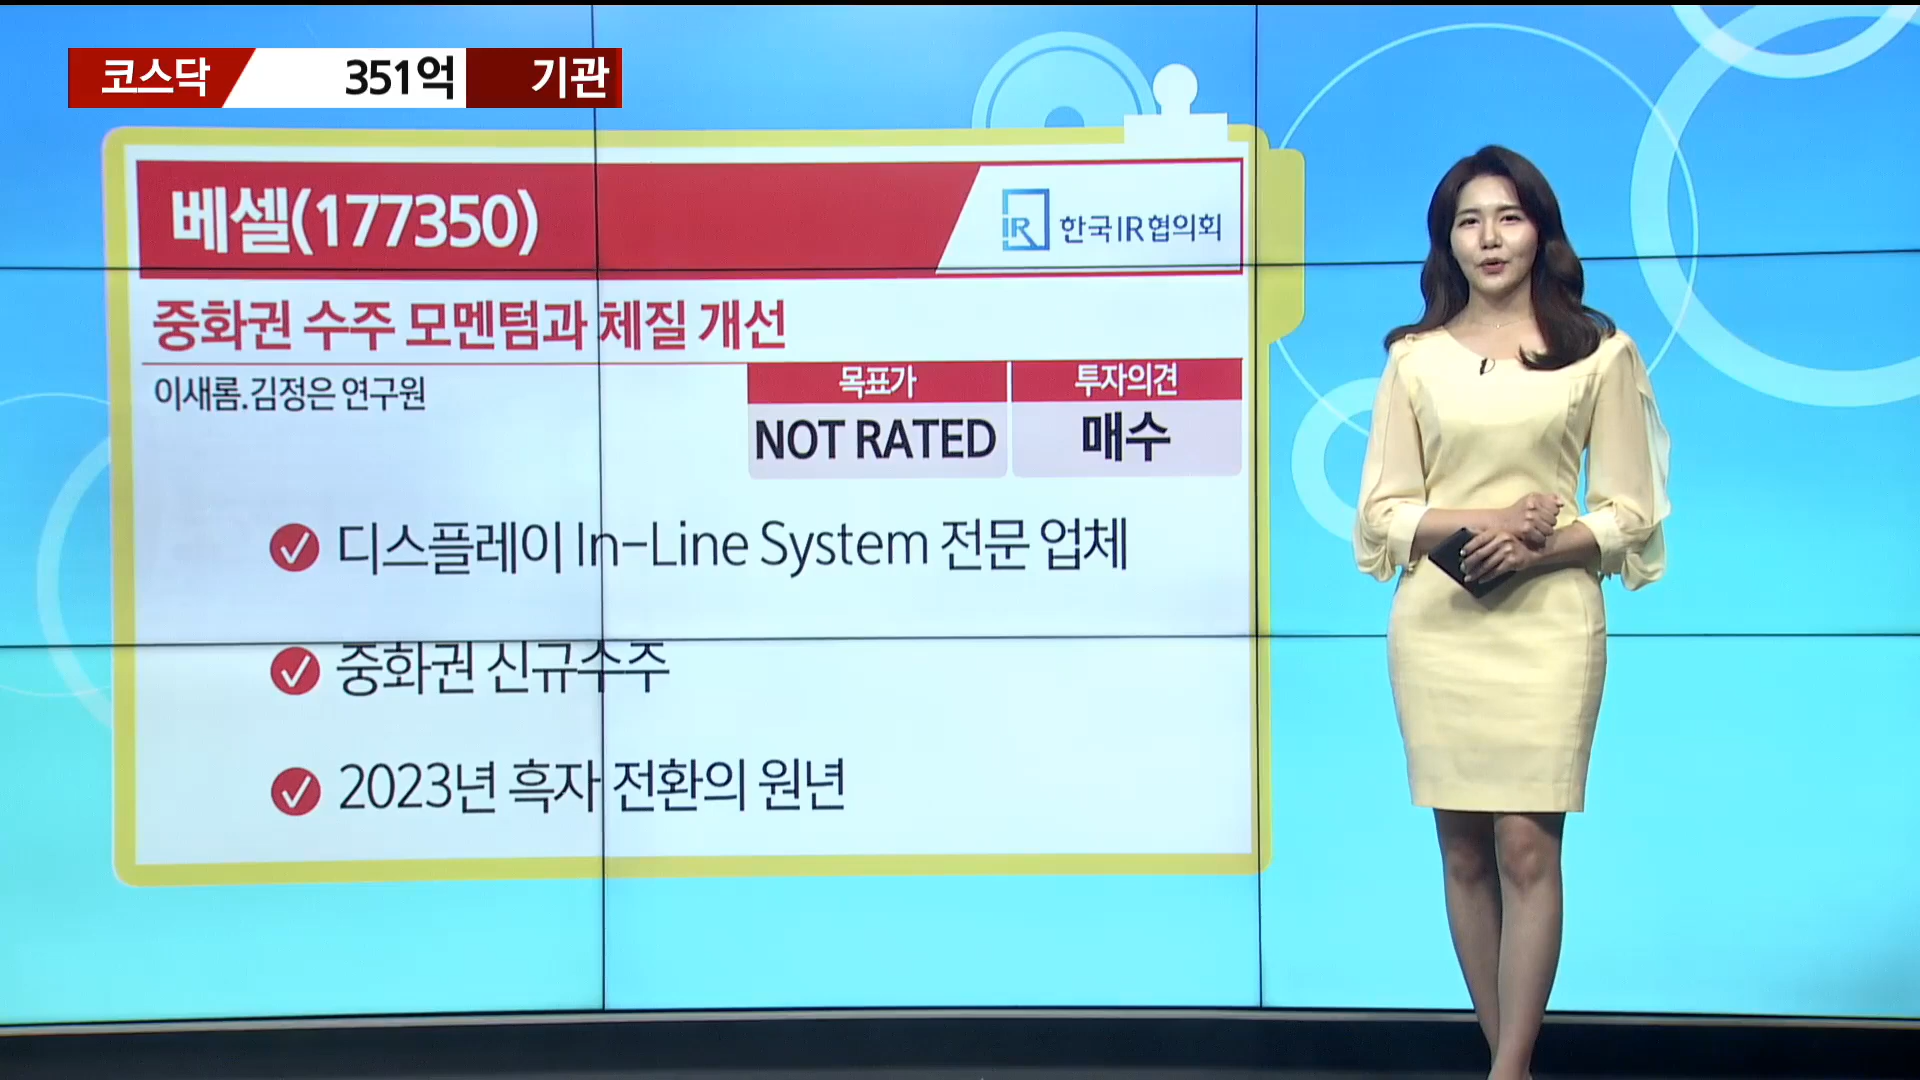 코스닥 351억 기관
베셀(177350)
IR 한국IR협의회
중화권 수주 모멘텀과 체질 개선
이새롬.김정은 연구원
목표가 투자의견
NOT RATED 매수
디스플레이 In-Line System 전문 업체
중화권 신규수주
2023년 흑자 전환의 원년